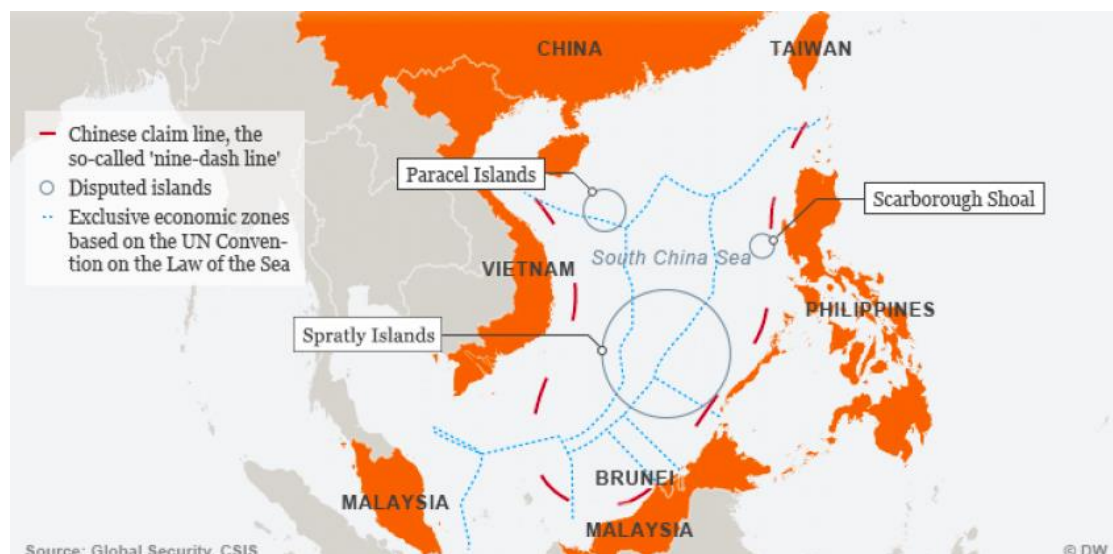 CHINA
TAIWAN
Chinese claim line, the
so-called 'nine-dash line'
Disputed islands
Exclusive economic zones
based on the UN Conven-
tion on the Law of the Sea
Paracel Islands
Scarborough Shoal
South China Sea
VIETNAM
PHILIPPINES
Spratly Islands
BRUNEI
MALAYSIA
MALAYSIA
Source: Global Security, CSIS
© DW